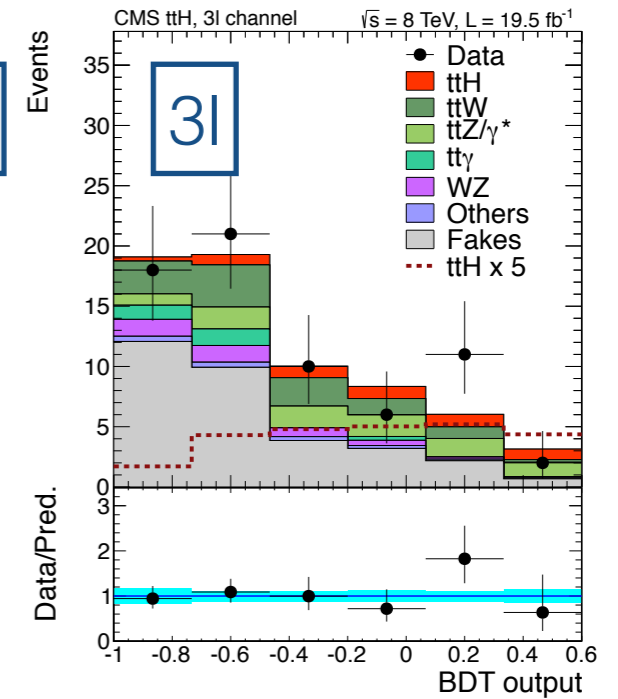 CMS ttH, 3l channel √s = 8 TeV, L = 19.5 fb⁻¹
Events
3l
35
30
25
20
15
10
5
0
Data
ttH
ttW
ttZ/γ*
ttγ
WZ
Others
Fakes
ttH x 5
Data/Pred.
3
2
1
0
-1 -0.8 -0.6 -0.4 -0.2 0 0.2 0.4 0.6
BDT output